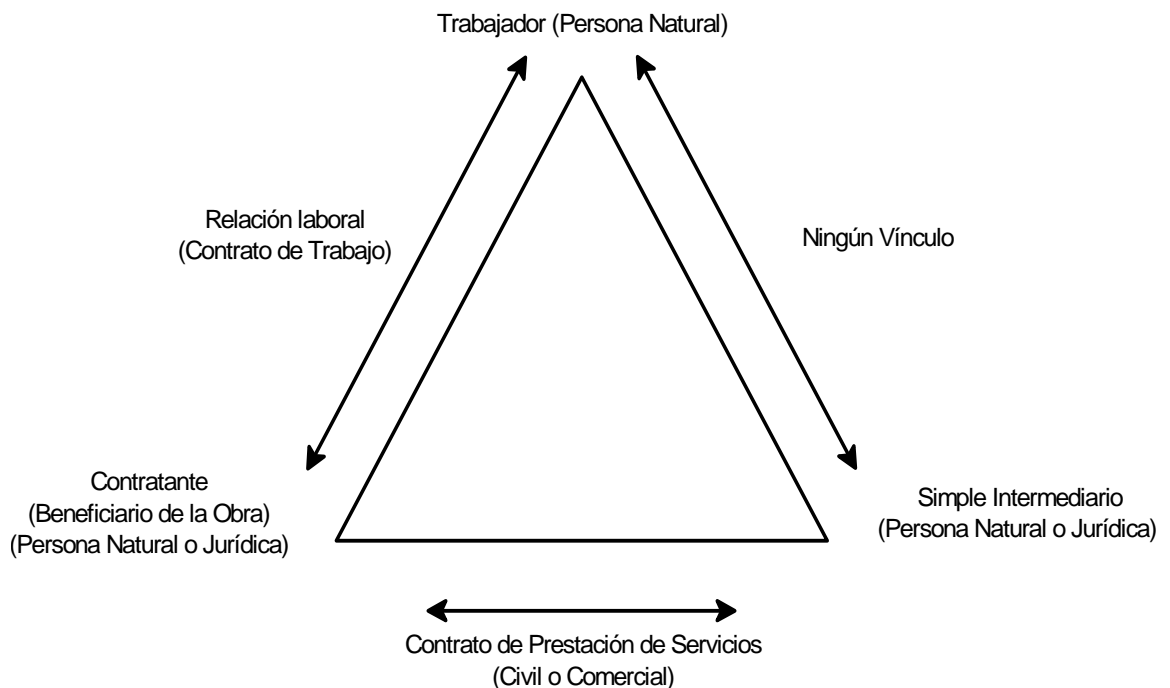 Trabajador (Persona Natural)
Relación laboral
(Contrato de Trabajo)
Ningún Vínculo
Contratante
(Beneficiario de la Obra)
(Persona Natural o Jurídica)
Simple Intermediario
(Persona Natural o Jurídica)
Contrato de Prestación de Servicios
(Civil o Comercial)